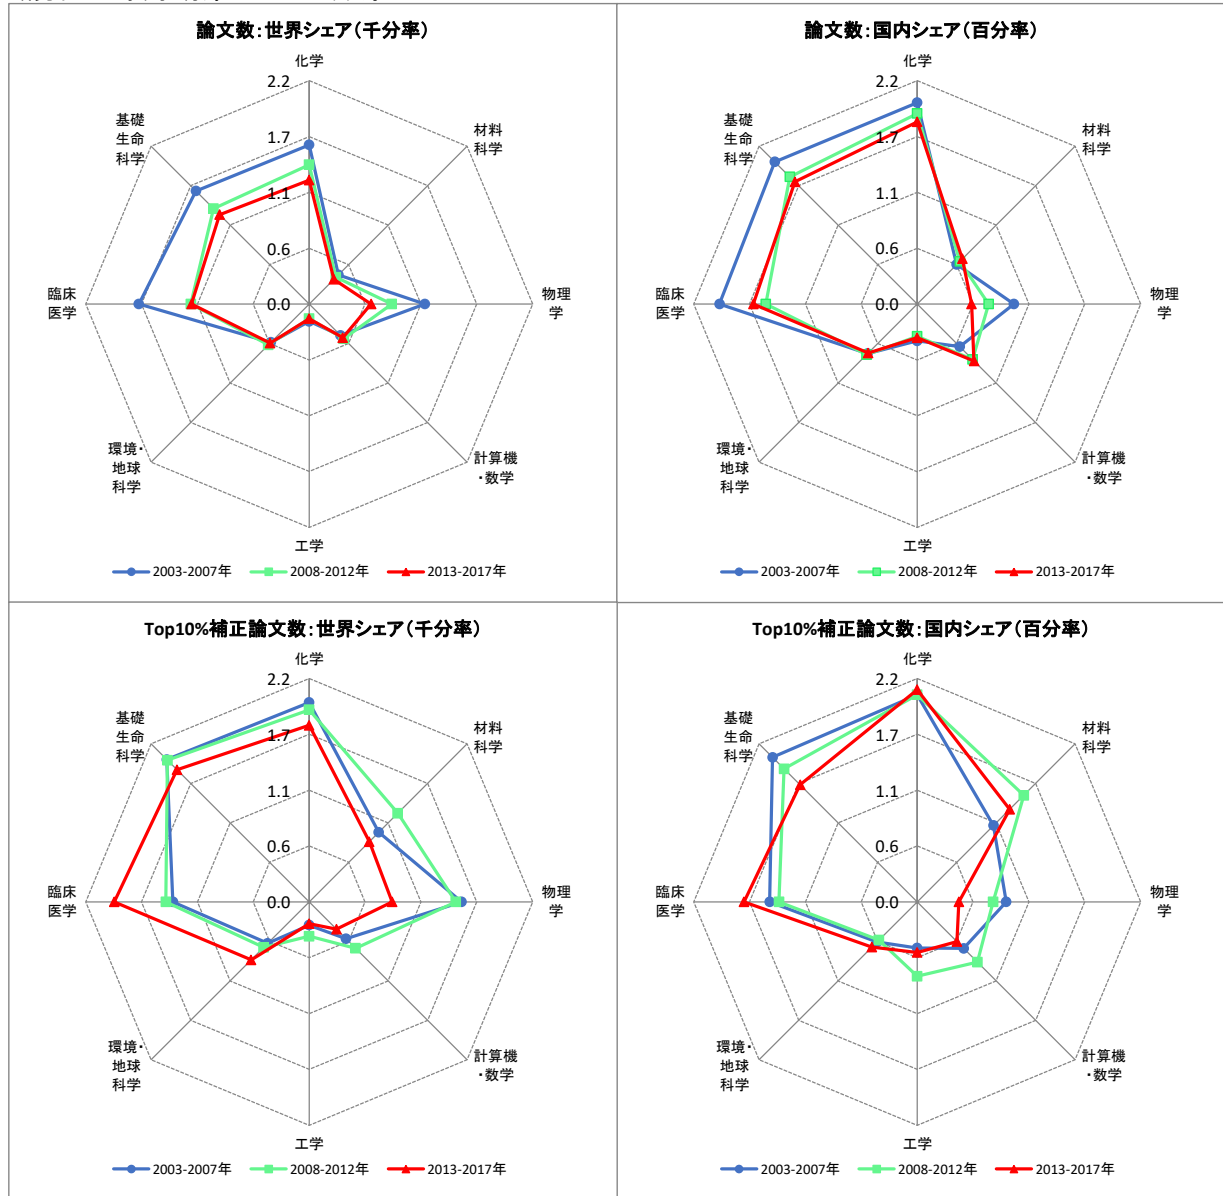 論文数：世界シェア（千分率）
化学
2.2
1.7
1.1
0.6
0.0
材料
科学
物理
学
計算機
・数学
工学
環境・
地球
科学
臨床
医学
基礎
生命
科学
2003-2007年
2008-2012年
2013-2017年
論文数：国内シェア（百分率）
化学
2.2
1.7
1.1
0.6
0.0
材料
科学
物理
学
計算機
・数学
工学
環境・
地球
科学
臨床
医学
基礎
生命
科学
2003-2007年
2008-2012年
2013-2017年
Top10%補正論文数：世界シェア（千分率）
化学
2.2
1.7
1.1
0.6
0.0
材料
科学
物理
学
計算機
・数学
工学
環境・
地球
科学
臨床
医学
基礎
生命
科学
2003-2007年
2008-2012年
2013-2017年
Top10%補正論文数：国内シェア（百分率）
化学
2.2
1.7
1.1
0.6
0.0
材料
科学
物理
学
計算機
・数学
工学
環境・
地球
科学
臨床
医学
基礎
生命
科学
2003-2007年
2008-2012年
2013-2017年